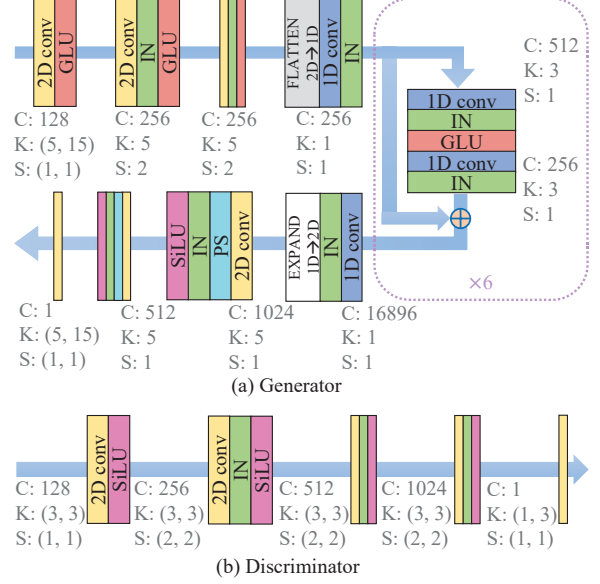 2D conv
GLU
2D conv
IN
GLU
FLATTEN
2D→1D
1D conv
IN
C: 128
K: (5, 15)
S: (1, 1)
C: 256
K: 5
S: 2
C: 256
K: 5
S: 2
C: 256
K: 1
S: 1
C: 512
K: 3
S: 1
1D conv
IN
GLU
1D conv
IN
C: 256
K: 3
S: 1
×6
SiLU
IN
PS
2D conv
EXPAND
1D→2D
IN
1D conv
C: 1
K: (5, 15)
S: (1, 1)
C: 512
K: 5
S: 1
C: 1024
K: 5
S: 1
C: 16896
K: 1
S: 1
(a) Generator
2D conv
SiLU
2D conv
IN
SiLU
C: 128
K: (3, 3)
S: (1, 1)
C: 256
K: (3, 3)
S: (2, 2)
C: 512
K: (3, 3)
S: (2, 2)
C: 1024
K: (3, 3)
S: (2, 2)
C: 1
K: (1, 3)
S: (1, 1)
(b) Discriminator